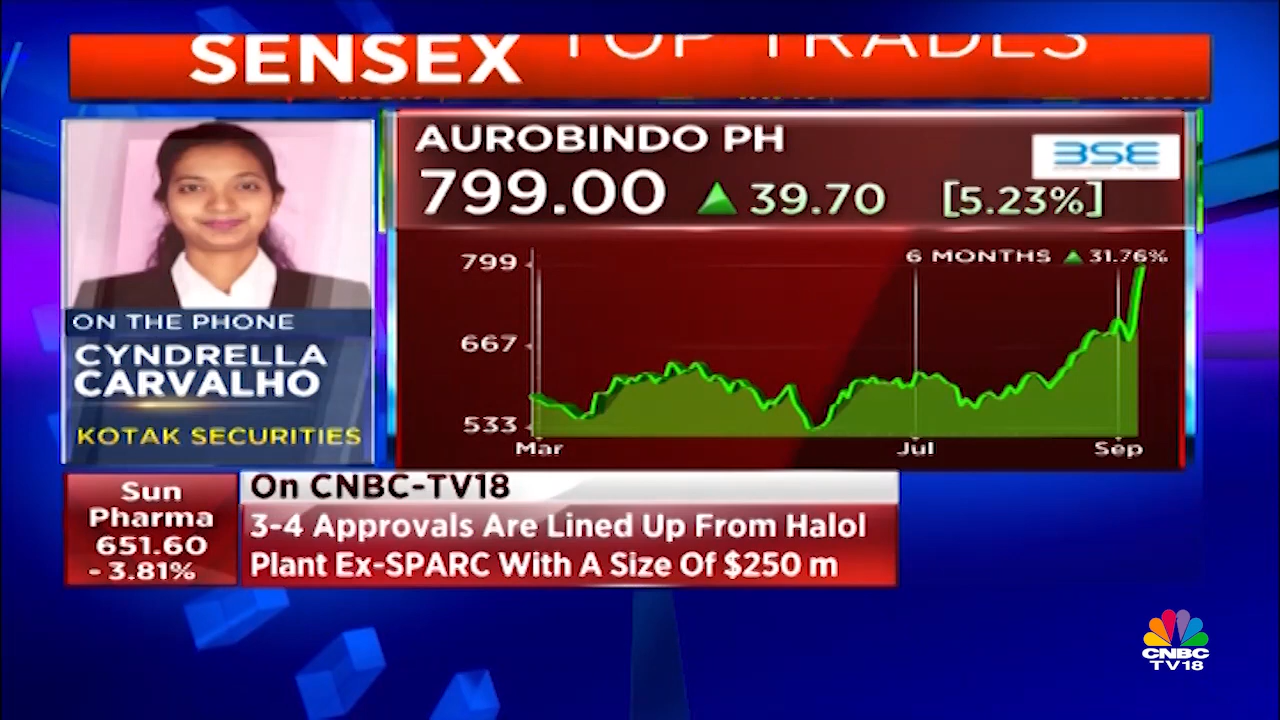 SENSEX TOP TRADES
AUROBINDO PH
BSE
799.00 ▲ 39.70 [5.23%]
6 MONTHS ▲ 31.76%
799
667
533
Mar Jul Sep
ON THE PHONE
CYNDRELLA
CARVALHO
KOTAK SECURITIES
Sun
Pharma
651.60
- 3.81%
On CNBC-TV18
3-4 Approvals Are Lined Up From Halol
Plant Ex-SPARC With A Size Of $250 m
CNBC
TV18